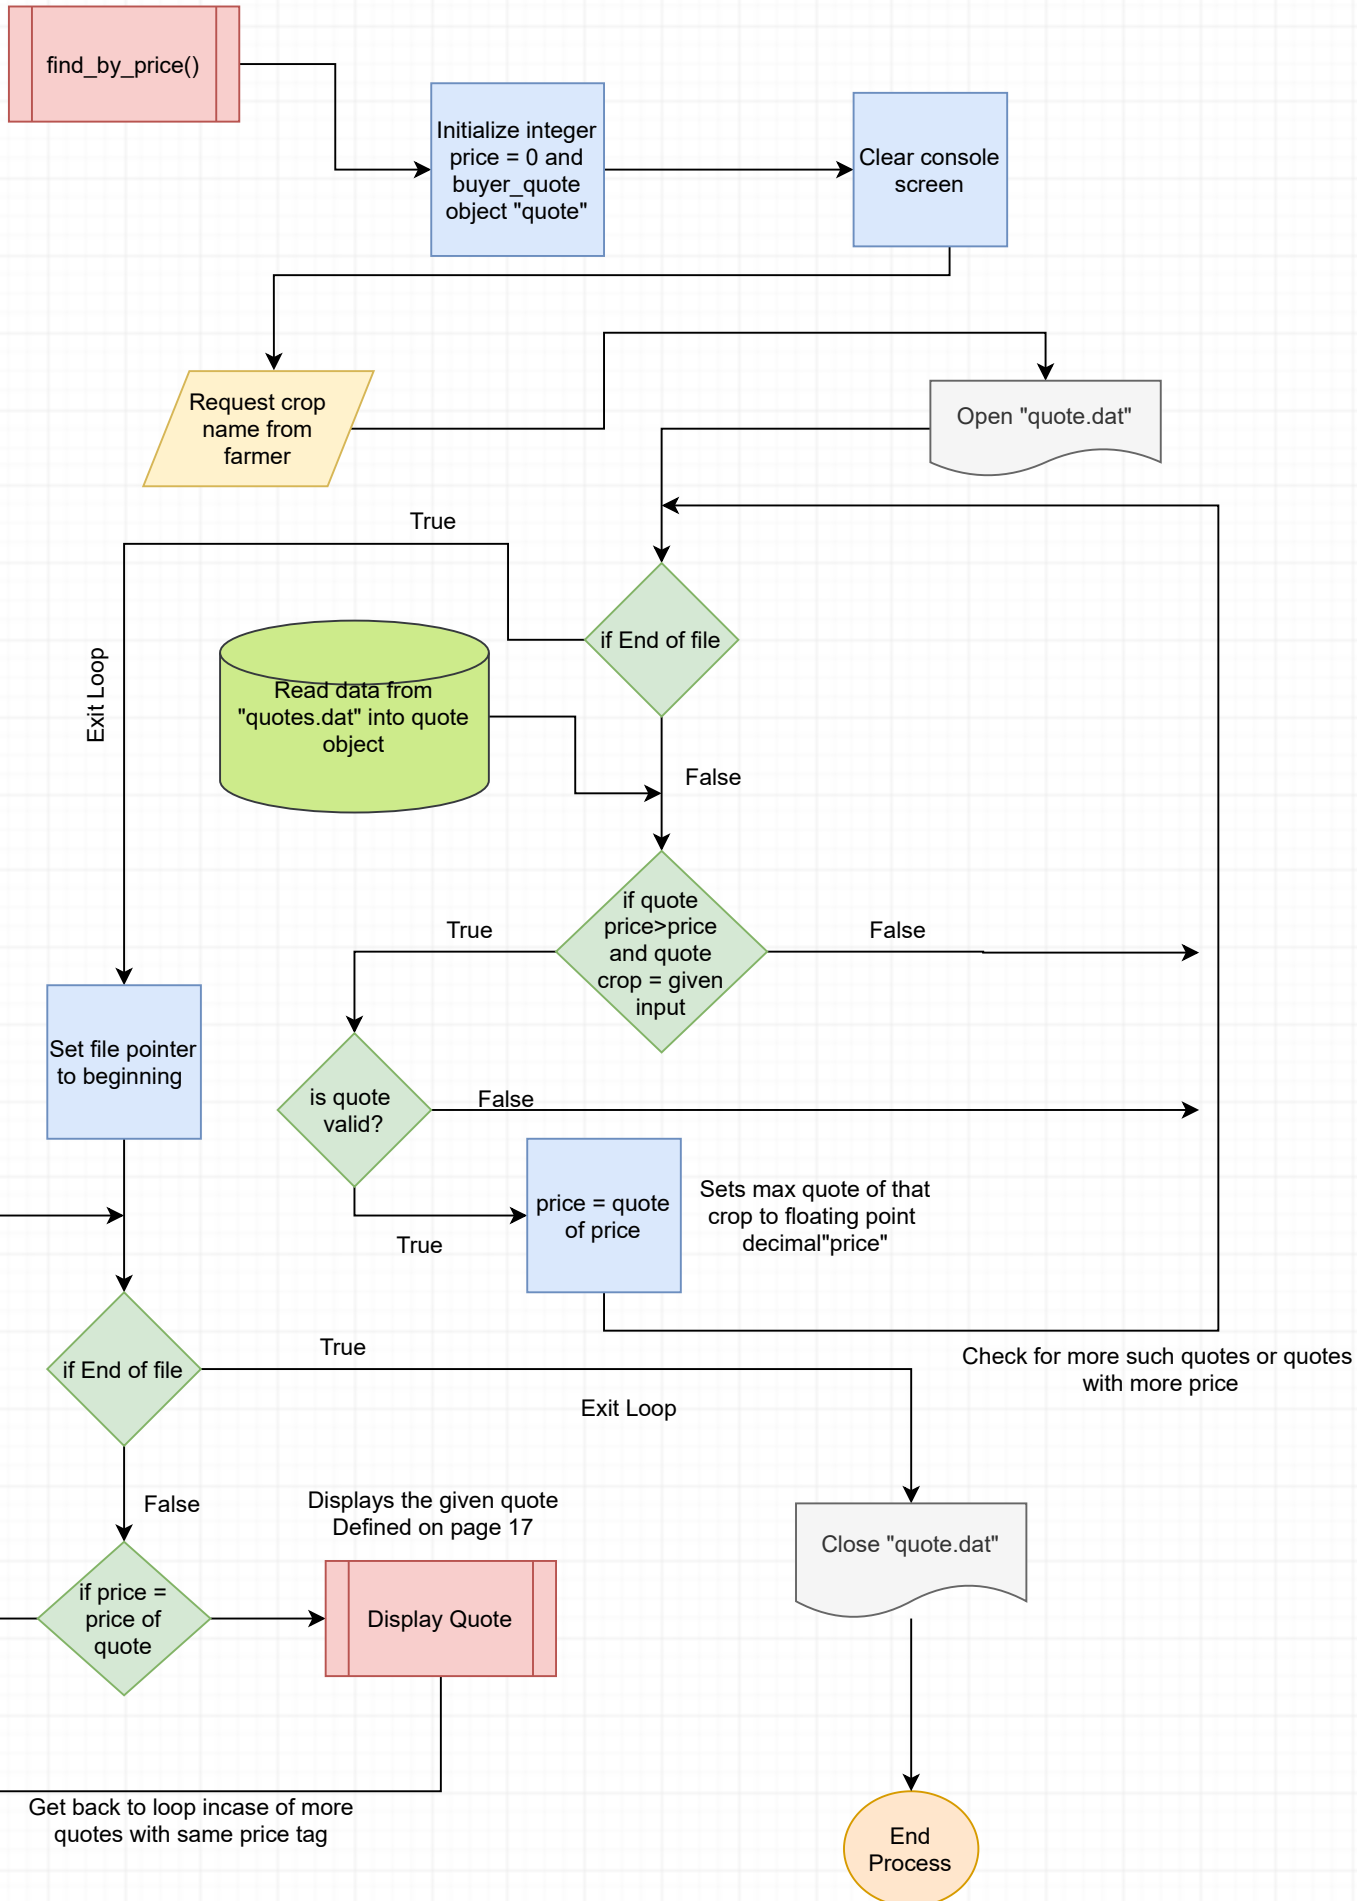 find_by_price()
Initialize integer
price = 0 and
buyer_quote
object "quote"
Clear console
screen
Request crop
name from
farmer
Open "quote.dat"
True
if End of file
Exit Loop
Read data from
"quotes.dat" into quote
object
False
if quote
price>price
and quote
crop = given
input
True
False
Set file pointer
to beginning
is quote
valid?
False
price = quote
of price
Sets max quote of that
crop to floating point
decimal"price"
True
if End of file
True
Check for more such quotes or quotes
with more price
Exit Loop
False
Displays the given quote
Defined on page 17
Close "quote.dat"
if price =
price of
quote
Display Quote
Get back to loop incase of more
quotes with same price tag
End
Process